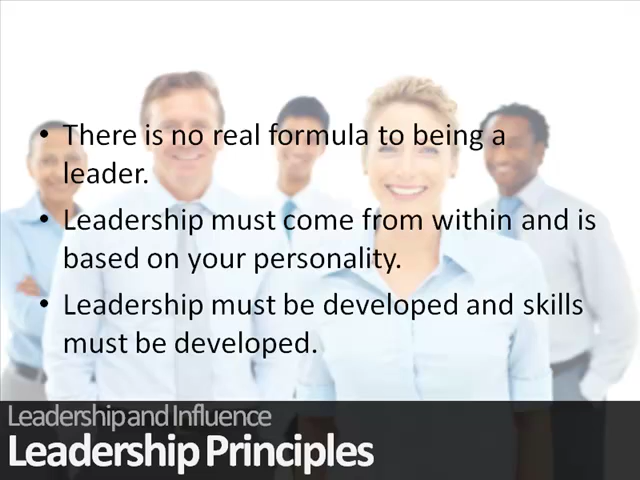 • There is no real formula to being a
leader.
• Leadership must come from within and is
based on your personality.
• Leadership must be developed and skills
must be developed.
Leadership and Influence
Leadership Principles